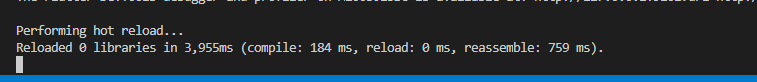 Performing hot reload...
Reloaded 0 libraries in 3,955ms (compile: 184 ms, reload: 0 ms, reassemble: 759 ms).